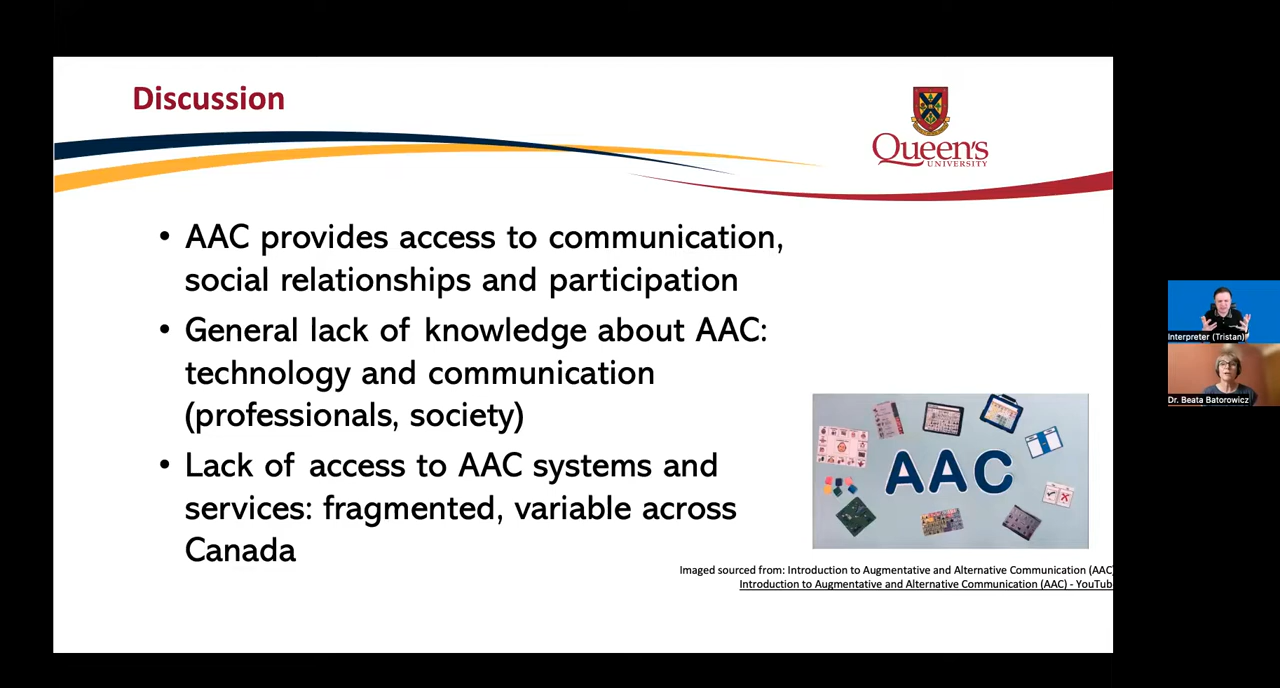 Discussion
Queen's
UNIVERSITY
• AAC provides access to communication,
social relationships and participation
• General lack of knowledge about AAC:
technology and communication
(professionals, society)
• Lack of access to AAC systems and
services: fragmented, variable across
Canada
AAC
Imaged sourced from: Introduction to Augmentative and Alternative Communication (AAC)
Introduction to Augmentative and Alternative Communication (AAC) - YouTub
Interpreter (Tristan)
Dr. Beata Batorowicz